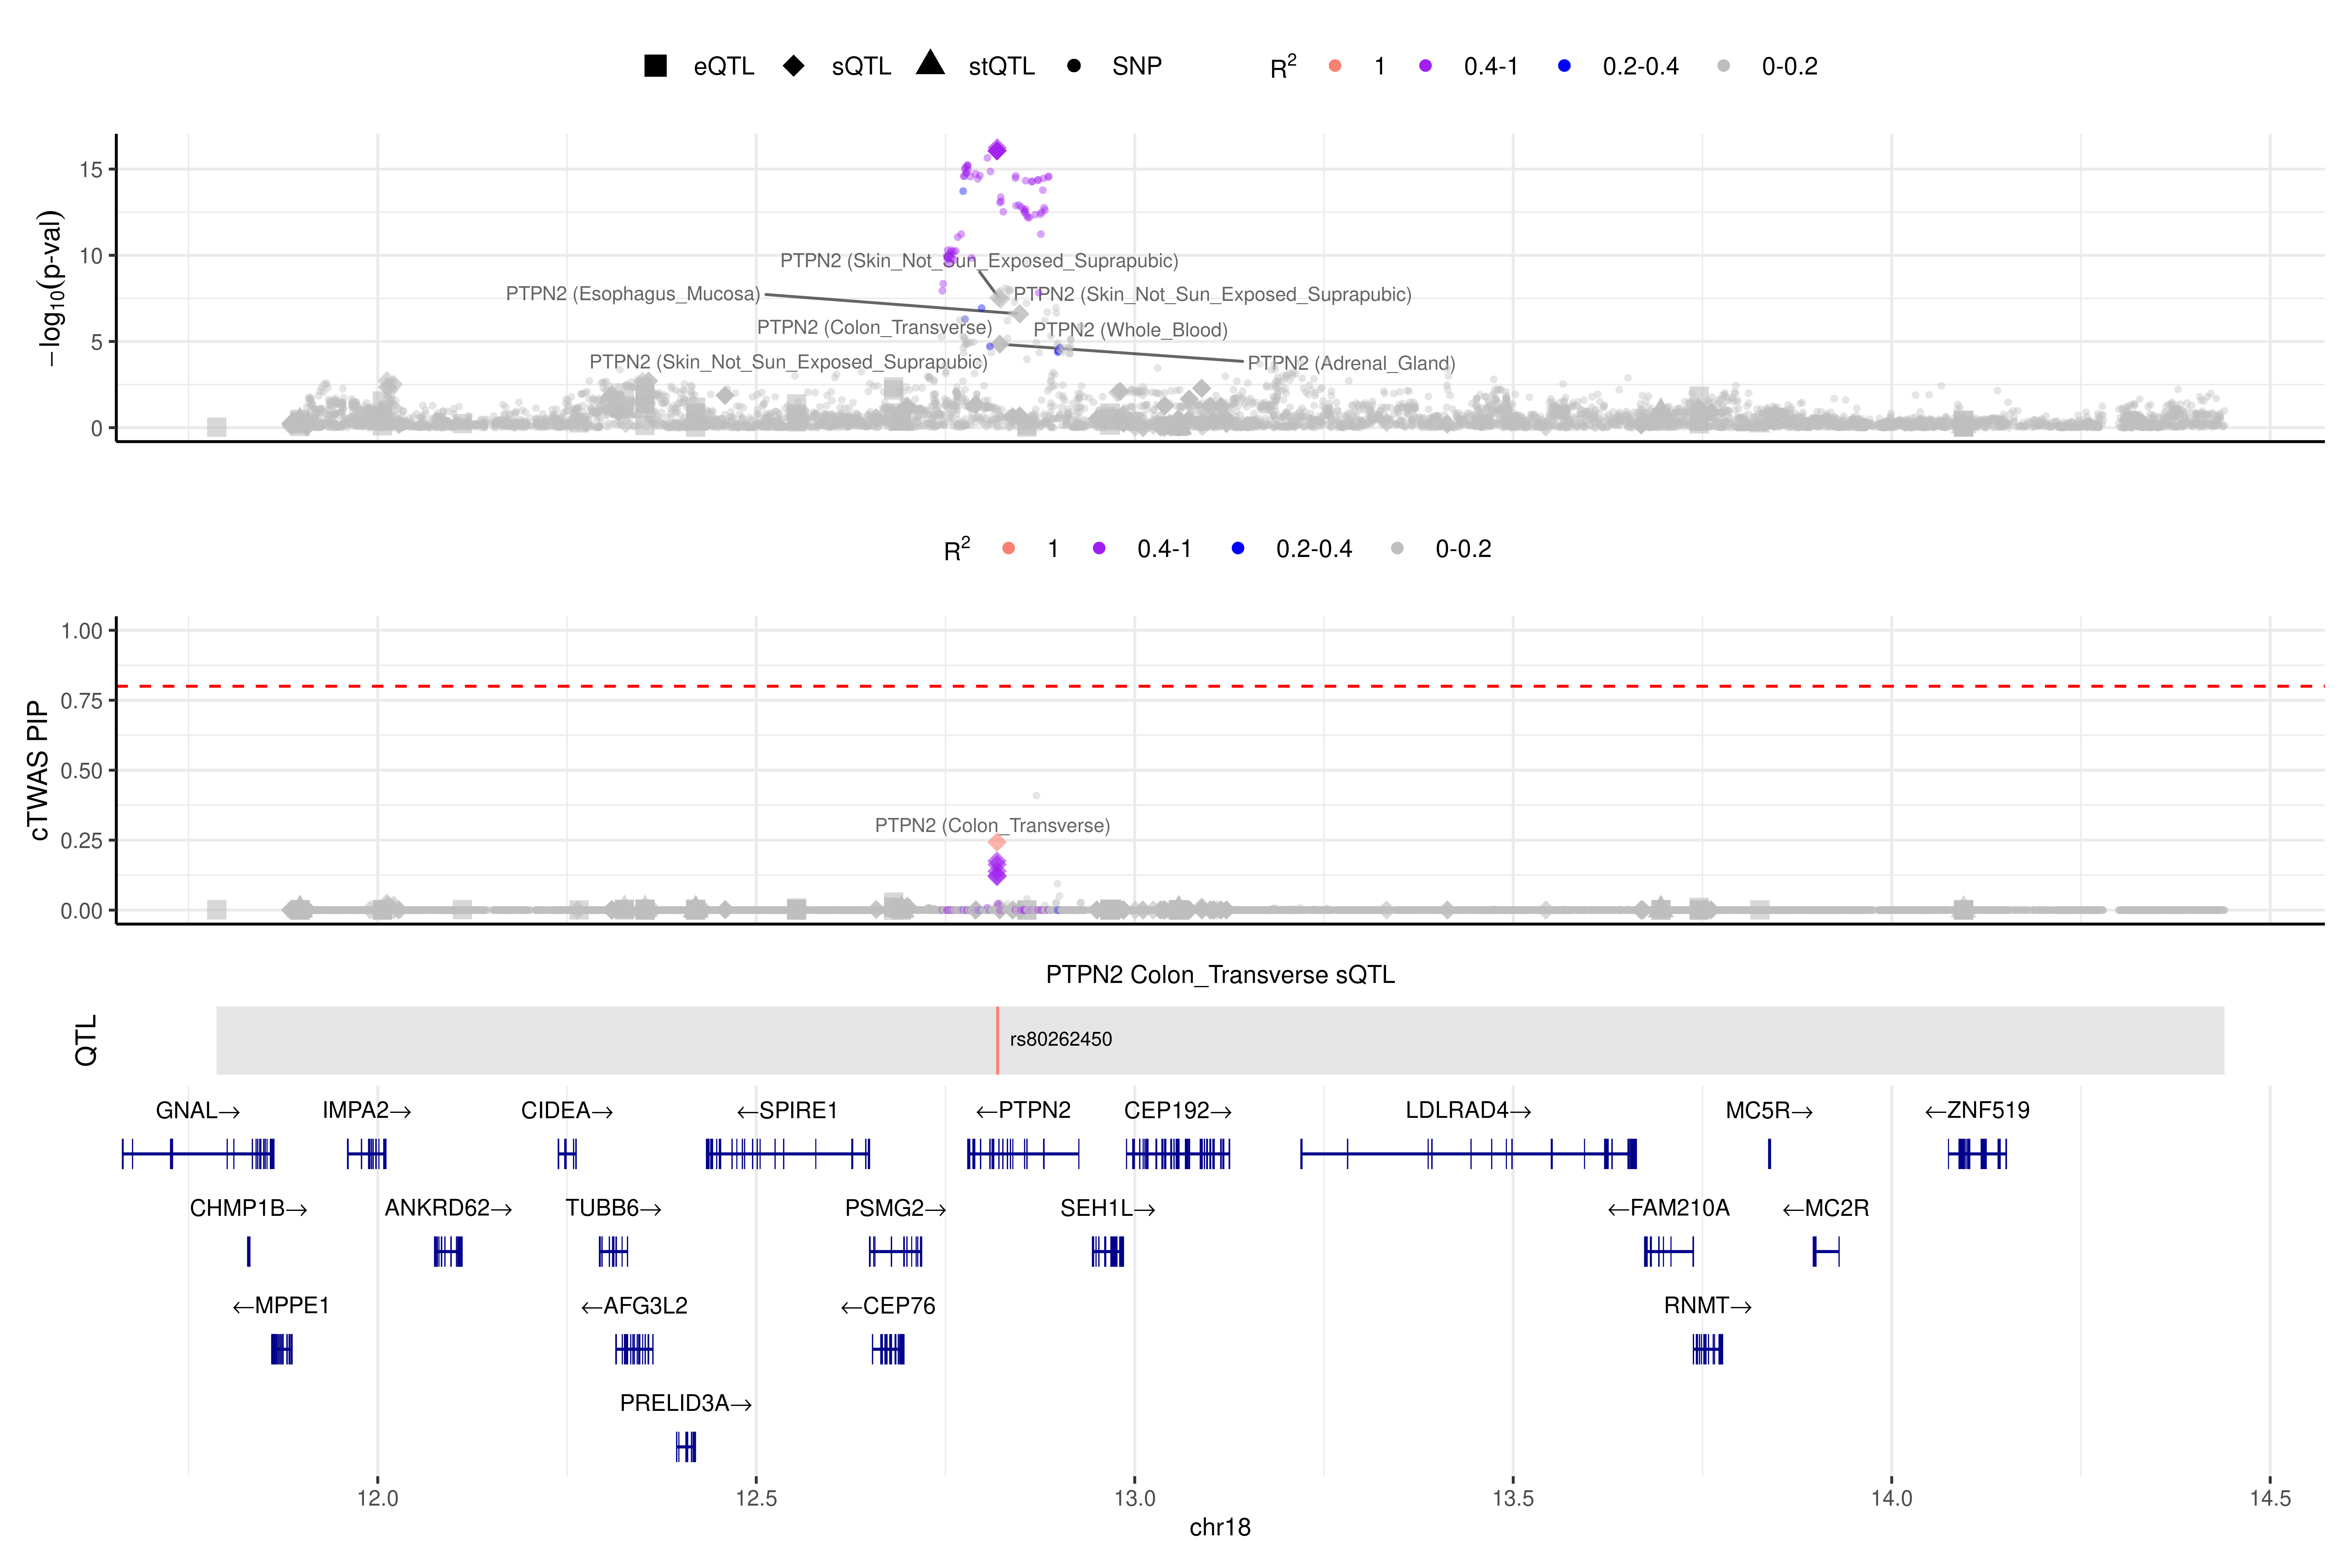 eQTL sQTL stQTL SNP R2 1 0.4-1 0.2-0.4 0-0.2
−log10(p-val)
15
10
5
0
PTPN2 (Skin_Not_Sun_Exposed_Suprapubic)
PTPN2 (Esophagus_Mucosa)
PTPN2 (Skin_Not_Sun_Exposed_Suprapubic)
PTPN2 (Colon_Transverse)
PTPN2 (Whole_Blood)
PTPN2 (Skin_Not_Sun_Exposed_Suprapubic)
PTPN2 (Adrenal_Gland)
R2 1 0.4-1 0.2-0.4 0-0.2
cTWAS PIP
1.00
0.75
0.50
0.25
0.00
PTPN2 (Colon_Transverse)
PTPN2 Colon_Transverse sQTL
QTL
rs80262450
GNAL→ IMPA2→ CIDEA→ ←SPIRE1 ←PTPN2 CEP192→ LDLRAD4→ MC5R→ ←ZNF519
CHMP1B→ ANKRD62→ TUBB6→ PSMG2→ SEH1L→ ←FAM210A ←MC2R
←MPPE1 ←AFG3L2 ←CEP76 RNMT→
PRELID3A→
12.0 12.5 13.0 13.5 14.0 14.5
chr18